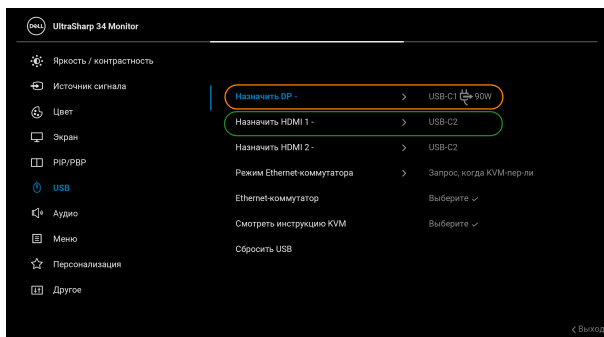 DELL UltraSharp 34 Monitor
Яркость / контрастность
Источник сигнала
Цвет
Экран
PIP/PBP
USB
Аудио
Меню
Персонализация
Другое
Назначить DP - USB-C1 90W
Назначить HDMI 1 - USB-C2
Назначить HDMI 2 - USB-C2
Режим Ethernet-коммутатора Запрос, когда KVM-пер-ли
Ethernet-коммутатор Выберите
Смотреть инструкцию KVM Выберите
Сбросить USB
Выход